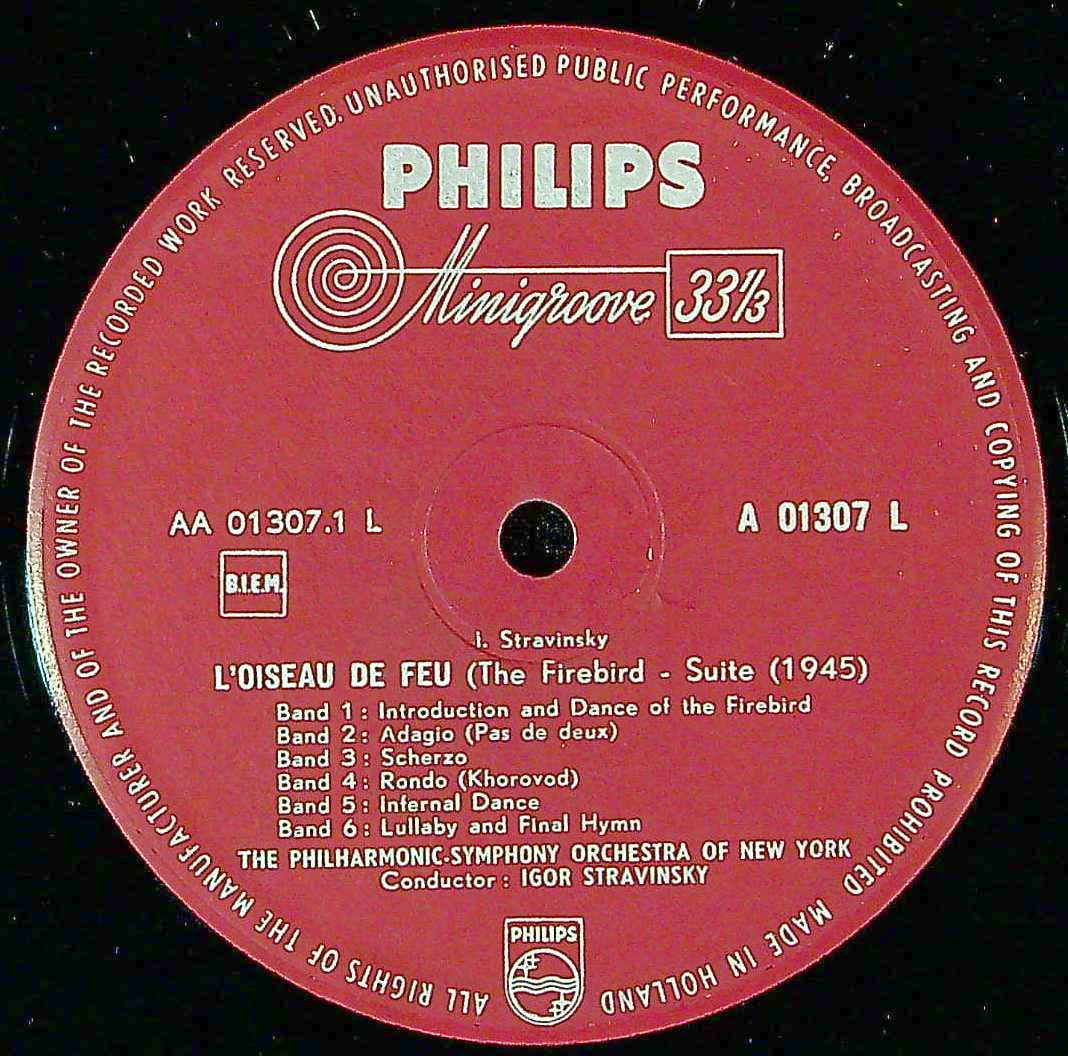 ALL RIGHTS OF THE MANUFACTURER AND OF THE OWNER OF THE RECORDED WORK RESERVED. UNAUTHORISED PUBLIC PERFORMANCE, BROADCASTING AND COPYING OF THIS RECORD PROHIBITED MADE IN HOLLAND
PHILIPS
Minigroove 33 1/3
AA 01307.1 L
A 01307 L
B.I.E.M.
I. Stravinsky
L'OISEAU DE FEU (The Firebird - Suite (1945)
Band 1: Introduction and Dance of the Firebird
Band 2: Adagio (Pas de deux)
Band 3: Scherzo
Band 4: Rondo (Khorovod)
Band 5: Infernal Dance
Band 6: Lullaby and Final Hymn
THE PHILHARMONIC-SYMPHONY ORCHESTRA OF NEW YORK
Conductor: IGOR STRAVINSKY
PHILIPS